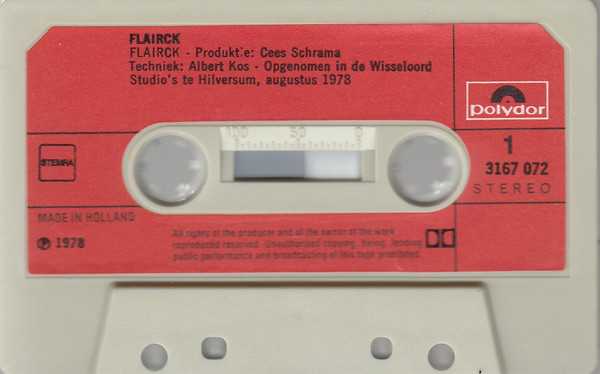 FLAIRCK
FLAIRCK - Produktie: Cees Schrama
Techniek: Albert Kos - Opgenomen in de Wisseloord
Studio's te Hilversum, augustus 1978
polydor
1
3167 072
STEREO
STEMRA
100 50 0
MADE IN HOLLAND
℗ 1978
All rights of the producer and of the owner of the work
reproduced reserved. Unauthorised copying, hiring, lending
public performance and broadcasting of this tape prohibited.